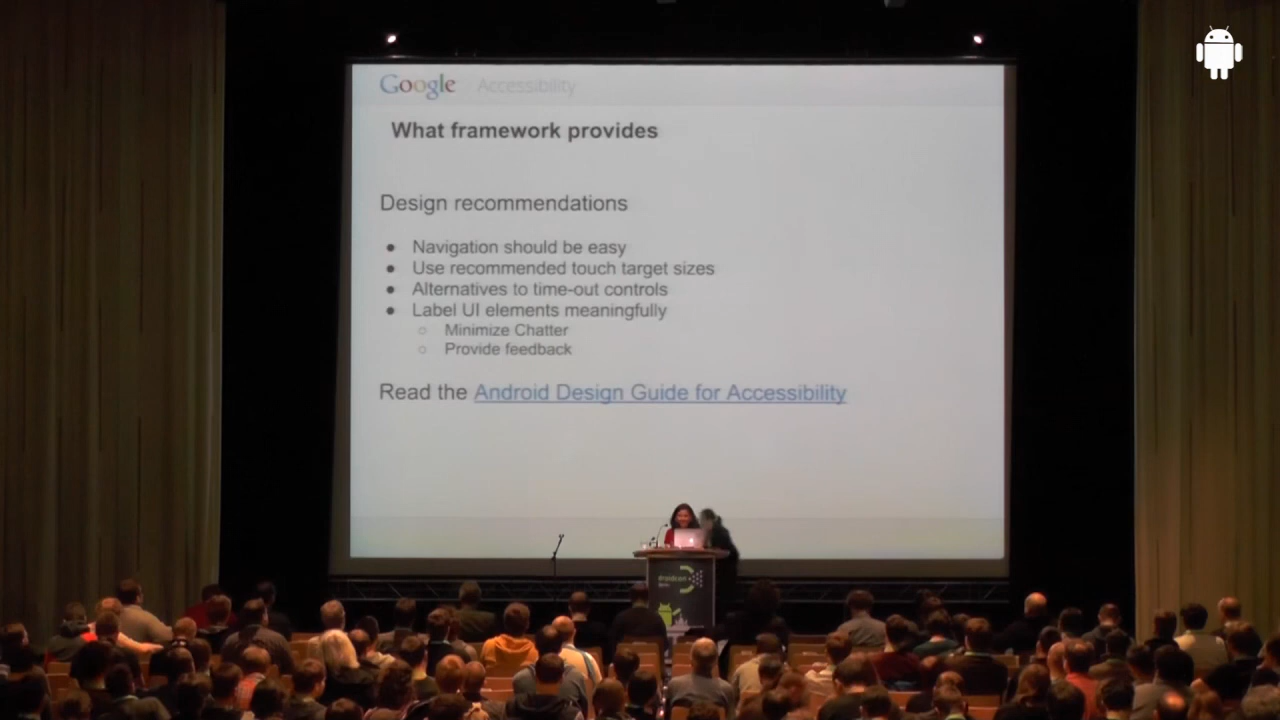 Google Accessibility
What framework provides
Design recommendations
● Navigation should be easy
● Use recommended touch target sizes
● Alternatives to time-out controls
● Label UI elements meaningfully
○ Minimize Chatter
○ Provide feedback
Read the Android Design Guide for Accessibility
droidcon